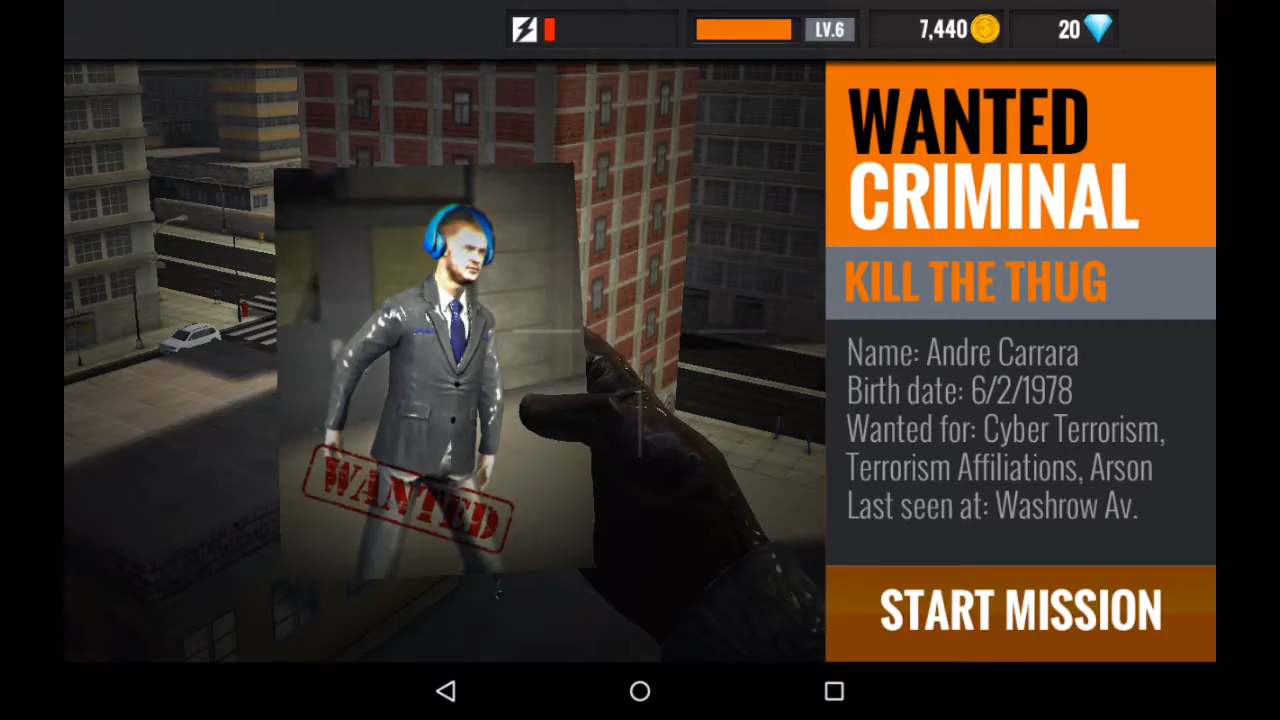 LV.6
7,440
20
WANTED
CRIMINAL
KILL THE THUG
Name: Andre Carrara
Birth date: 6/2/1978
Wanted for: Cyber Terrorism,
Terrorism Affiliations, Arson
Last seen at: Washrow Av.
WANTED
START MISSION